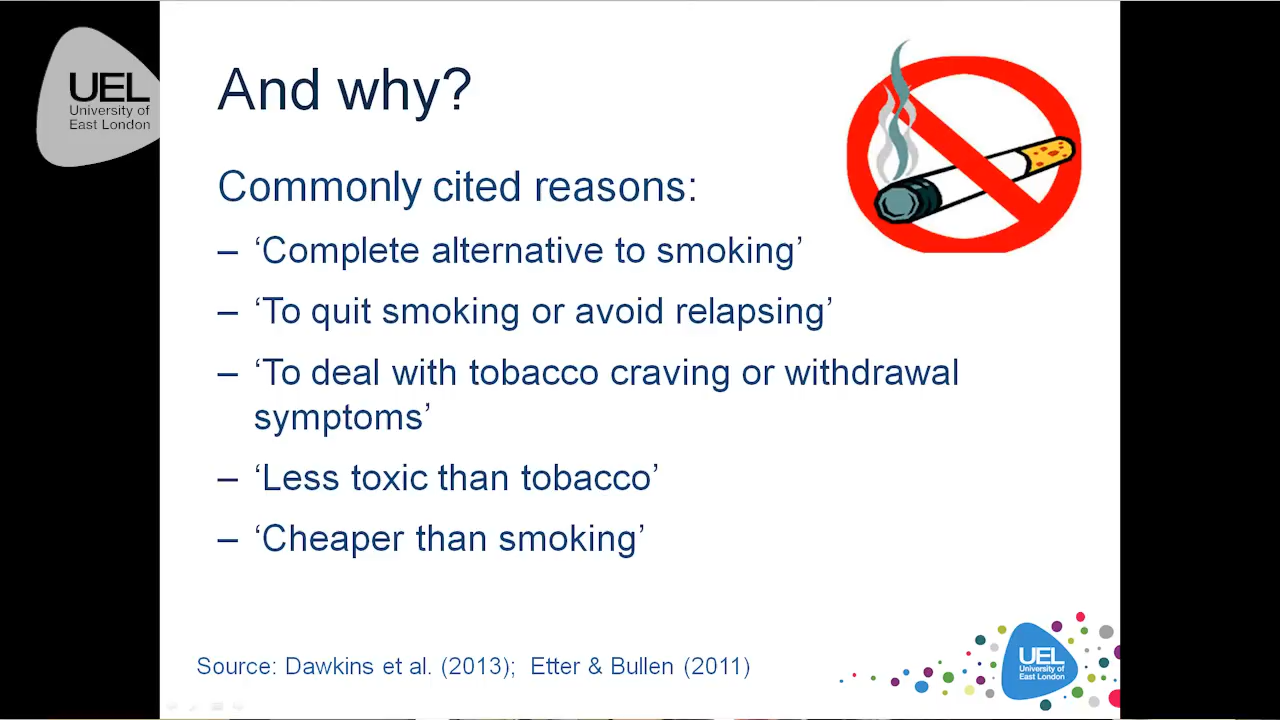 UEL
University of
East London
And why?
Commonly cited reasons:
– ‘Complete alternative to smoking’
– ‘To quit smoking or avoid relapsing’
– ‘To deal with tobacco craving or withdrawal
symptoms’
– ‘Less toxic than tobacco’
– ‘Cheaper than smoking’
Source: Dawkins et al. (2013); Etter & Bullen (2011)
UEL
University of
East London